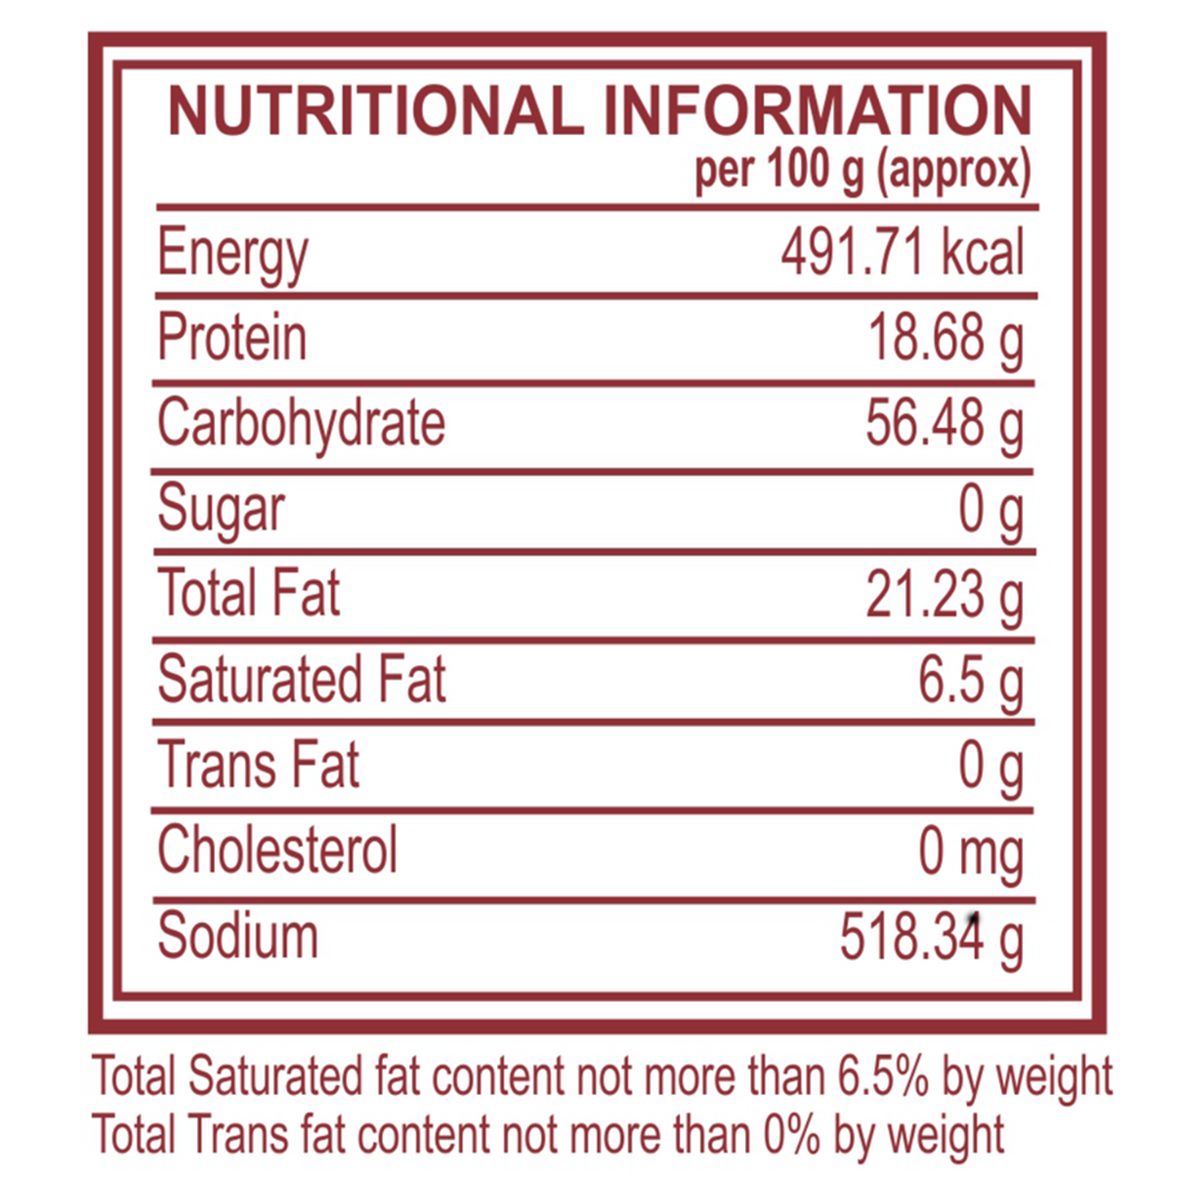 NUTRITIONAL INFORMATION
per 100 g (approx)
Energy 491.71 kcal
Protein 18.68 g
Carbohydrate 56.48 g
Sugar 0 g
Total Fat 21.23 g
Saturated Fat 6.5 g
Trans Fat 0 g
Cholesterol 0 mg
Sodium 518.34 g
Total Saturated fat content not more than 6.5% by weight
Total Trans fat content not more than 0% by weight